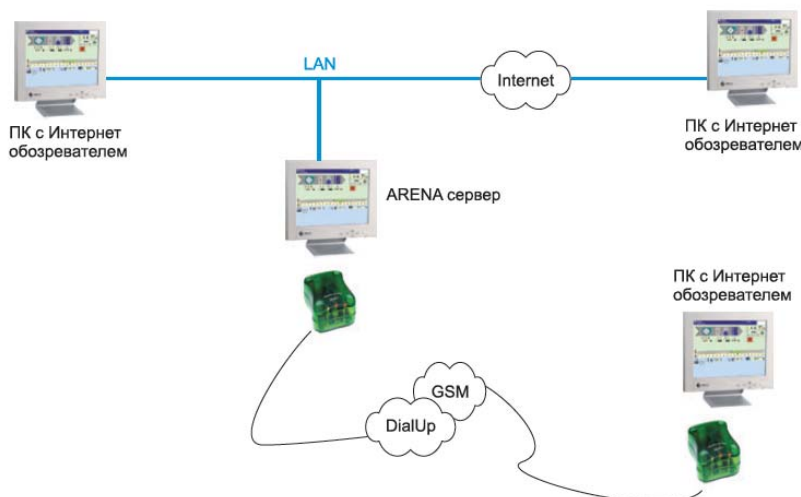 LAN
Internet
ПК с Интернет
обозревателем
ПК с Интернет
обозревателем
ARENA сервер
ПК с Интернет
обозревателем
GSM
DialUp